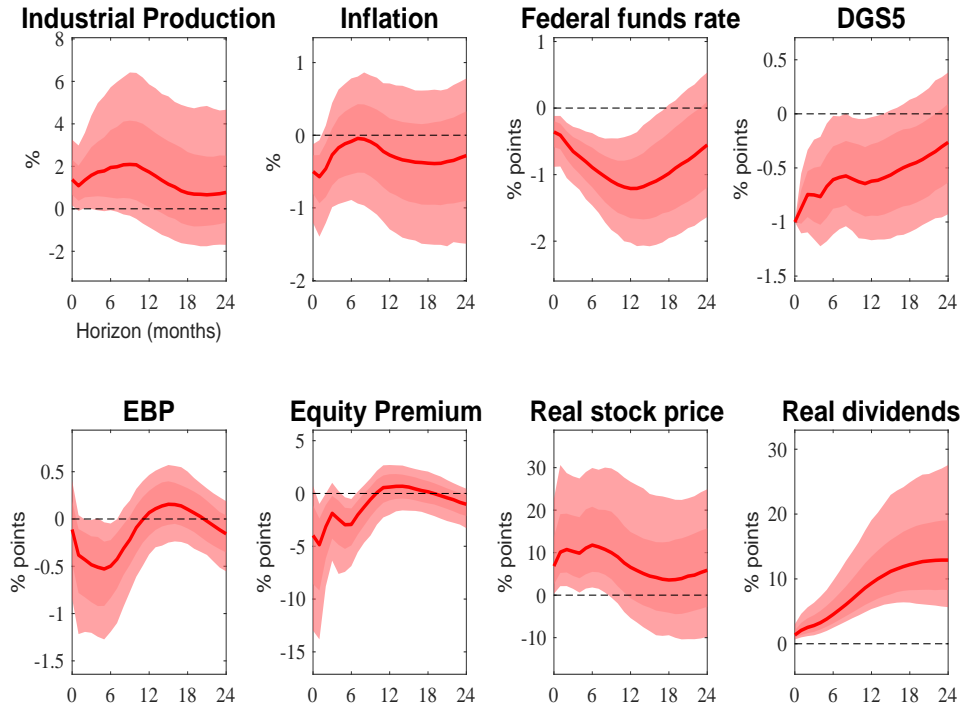 Industrial Production
Inflation
Federal funds rate
DGS5
8
6
4
2
0
-2
%
0 6 12 18 24
Horizon (months)
1
0
-1
-2
%
0 6 12 18 24
1
0
-1
-2
% points
0 6 12 18 24
0.5
0
-0.5
-1
-1.5
% points
0 6 12 18 24
EBP
Equity Premium
Real stock price
Real dividends
0.5
0
-0.5
-1
-1.5
% points
0 6 12 18 24
5
0
-5
-10
-15
% points
0 6 12 18 24
30
20
10
0
-10
% points
0 6 12 18 24
30
20
10
0
% points
0 6 12 18 24